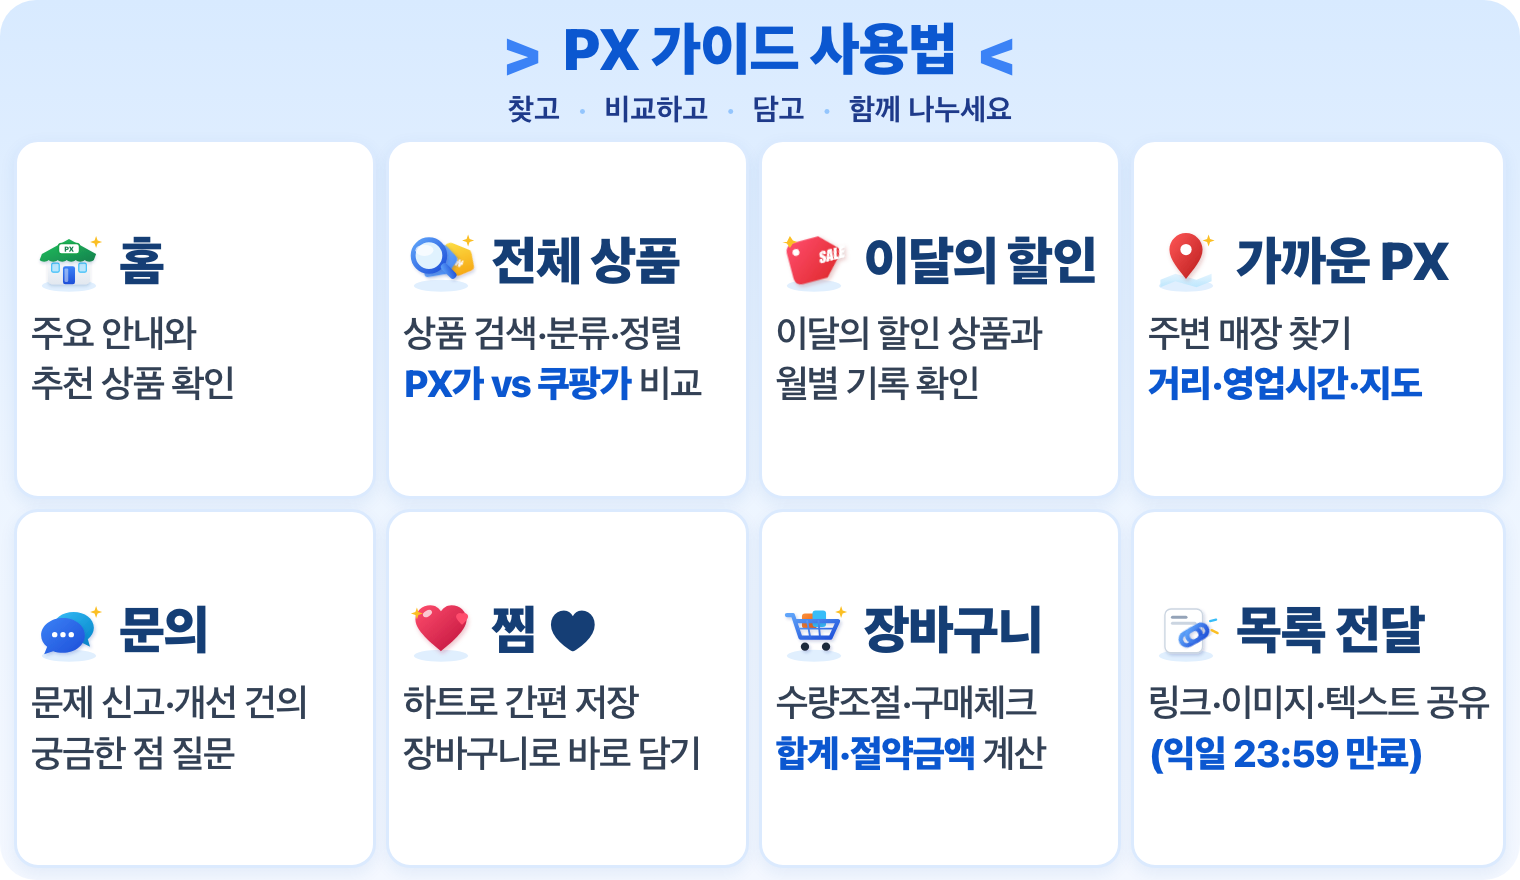 > PX 가이드 사용법 <
찾고 · 비교하고 · 담고 · 함께 나누세요
PX
홈
주요 안내와
추천 상품 확인
전체 상품
상품 검색·분류·정렬
PX가 vs 쿠팡가 비교
SALE
이달의 할인
이달의 할인 상품과
월별 기록 확인
가까운 PX
주변 매장 찾기
거리·영업시간·지도
문의
문제 신고·개선 건의
궁금한 점 질문
찜 ♥
하트로 간편 저장
장바구니로 바로 담기
장바구니
수량조절·구매체크
합계·절약금액 계산
목록 전달
링크·이미지·텍스트 공유
(익일 23:59 만료)